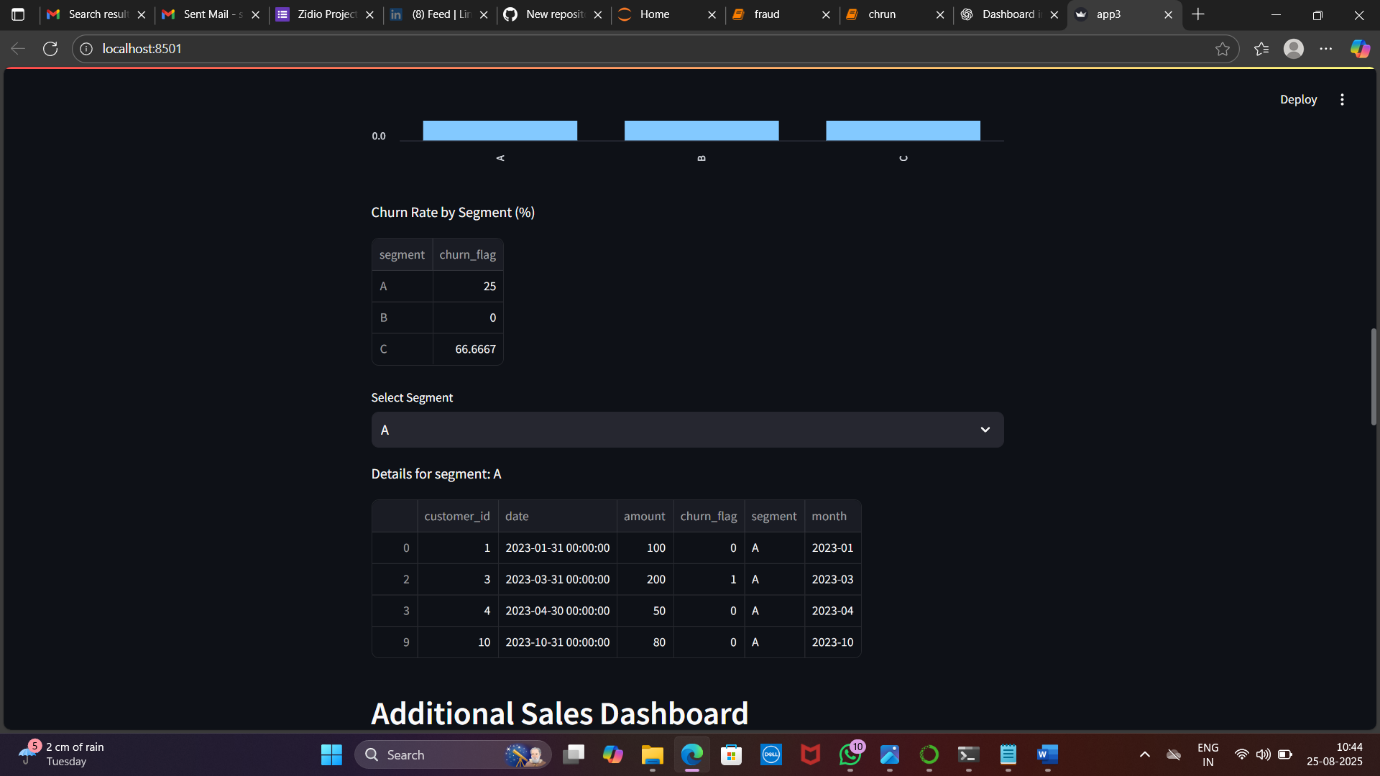 Search result
Sent Mail - s
Zidio Project
(8) Feed | Lin
New reposit
Home
fraud
chrun
Dashboard i
app3
localhost:8501
Deploy
0.0
A B C
Churn Rate by Segment (%)
segment churn_flag
A 25
B 0
C 66.6667
Select Segment
A
Details for segment: A
customer_id date amount churn_flag segment month
0 1 2023-01-31 00:00:00 100 0 A 2023-01
2 3 2023-03-31 00:00:00 200 1 A 2023-03
3 4 2023-04-30 00:00:00 50 0 A 2023-04
9 10 2023-10-31 00:00:00 80 0 A 2023-10
Additional Sales Dashboard
5
2 cm of rain
Tuesday
Search
DELL
10
ENG
IN
10:44
25-08-2025